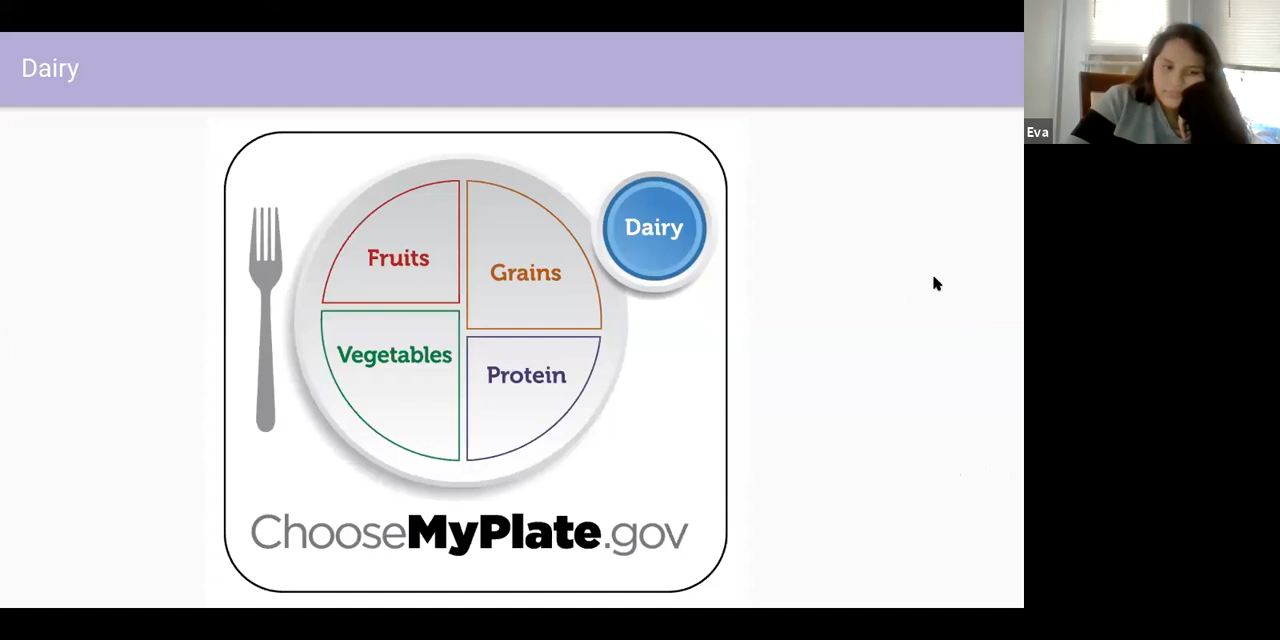 Dairy
Eva
Dairy
Fruits
Grains
Vegetables
Protein
ChooseMyPlate.gov